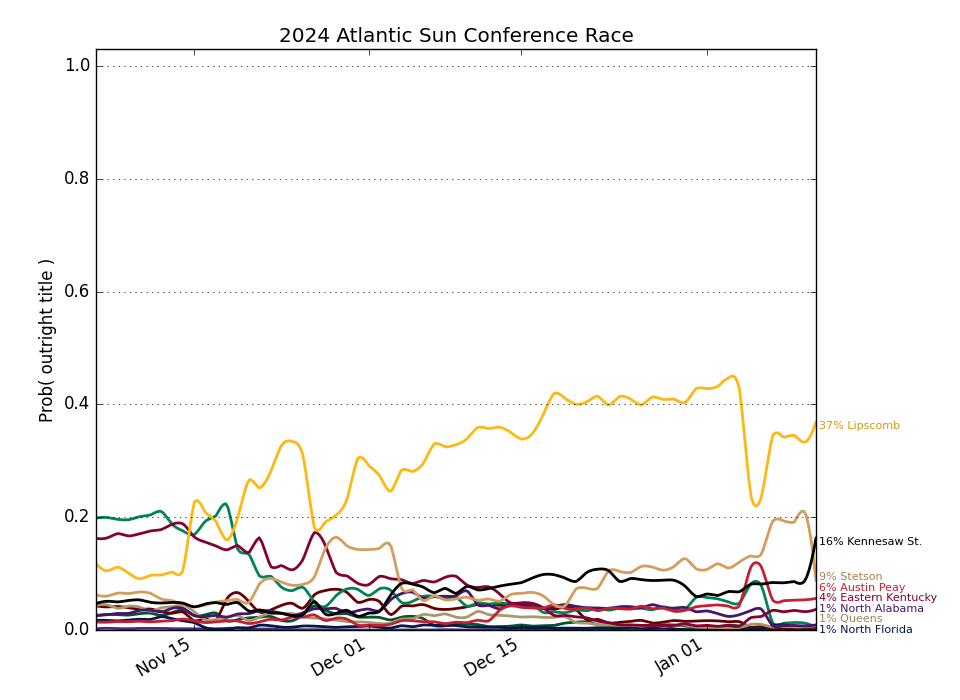 2024 Atlantic Sun Conference Race
Prob( outright title )
1.0
0.8
0.6
0.4
0.2
0.0
Nov 15
Dec 01
Dec 15
Jan 01
37% Lipscomb
16% Kennesaw St.
9% Stetson
6% Austin Peay
4% Eastern Kentucky
1% North Alabama
1% Queens
1% North Florida